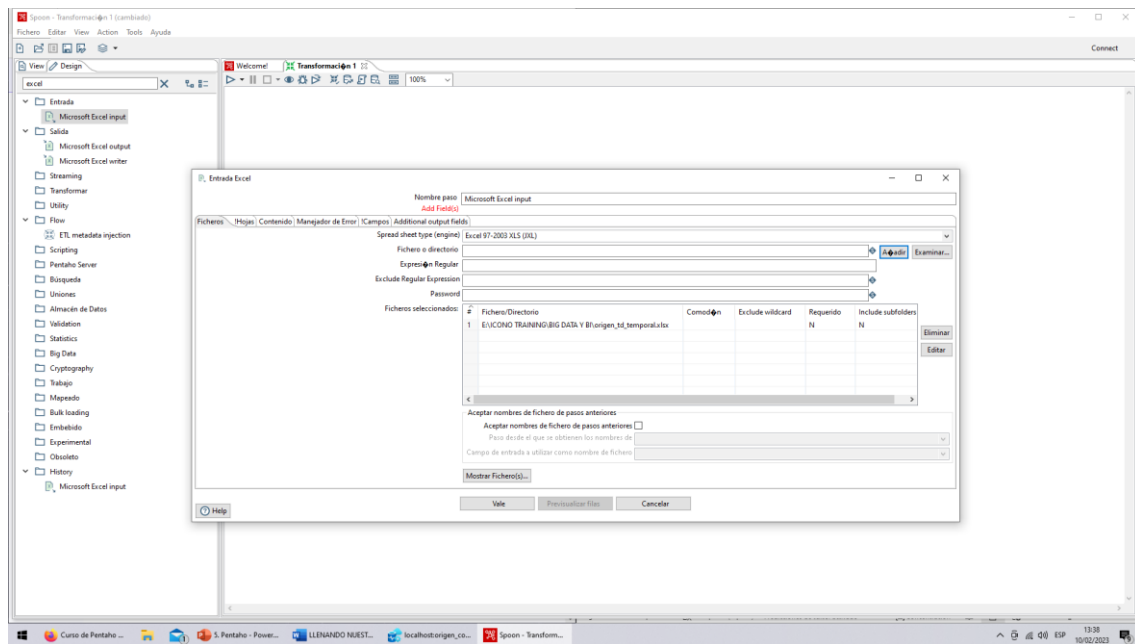 Spoon - Transformaci�n 1 (cambiado)
Fichero Editar View Action Tools Ayuda
Connect
View Design
Welcome! Transformaci�n 1
excel
100%
Entrada
Microsoft Excel input
Salida
Microsoft Excel output
Microsoft Excel writer
Streaming
Transformar
Utility
Flow
ETL metadata injection
Scripting
Pentaho Server
Búsqueda
Uniones
Almacén de Datos
Validation
Statistics
Big Data
Cryptography
Trabajo
Mapeado
Bulk loading
Embebido
Experimental
Obsoleto
History
Microsoft Excel input
Entrada Excel
Nombre paso Microsoft Excel input
Add Field(s)
Ficheros !Hojas Contenido Manejador de Error !Campos Additional output fields
Spread sheet type (engine) Excel 97-2003 XLS (JXL)
Fichero o directorio A�adir Examinar...
Expresi�n Regular
Exclude Regular Expression
Password
Ficheros seleccionados: # Fichero/Directorio Comod�n Exclude wildcard Requerido Include subfolders
1 E:\ICONO TRAINING\BIG DATA Y BI\origen_td_temporal.xlsx N N
Eliminar
Editar
Aceptar nombres de fichero de pasos anteriores
Aceptar nombres de fichero de pasos anteriores
Paso desde el que se obtienen los nombres de
Campo de entrada a utilizar como nombre de fichero
Mostrar Fichero(s)...
Help Vale Previsualizar filas Cancelar
Curso de Pentaho ... 5. Pentaho - Power... LLENANDO NUEST... localhost:origen_co... Spoon - Transform... ESP 13:38
10/02/2023